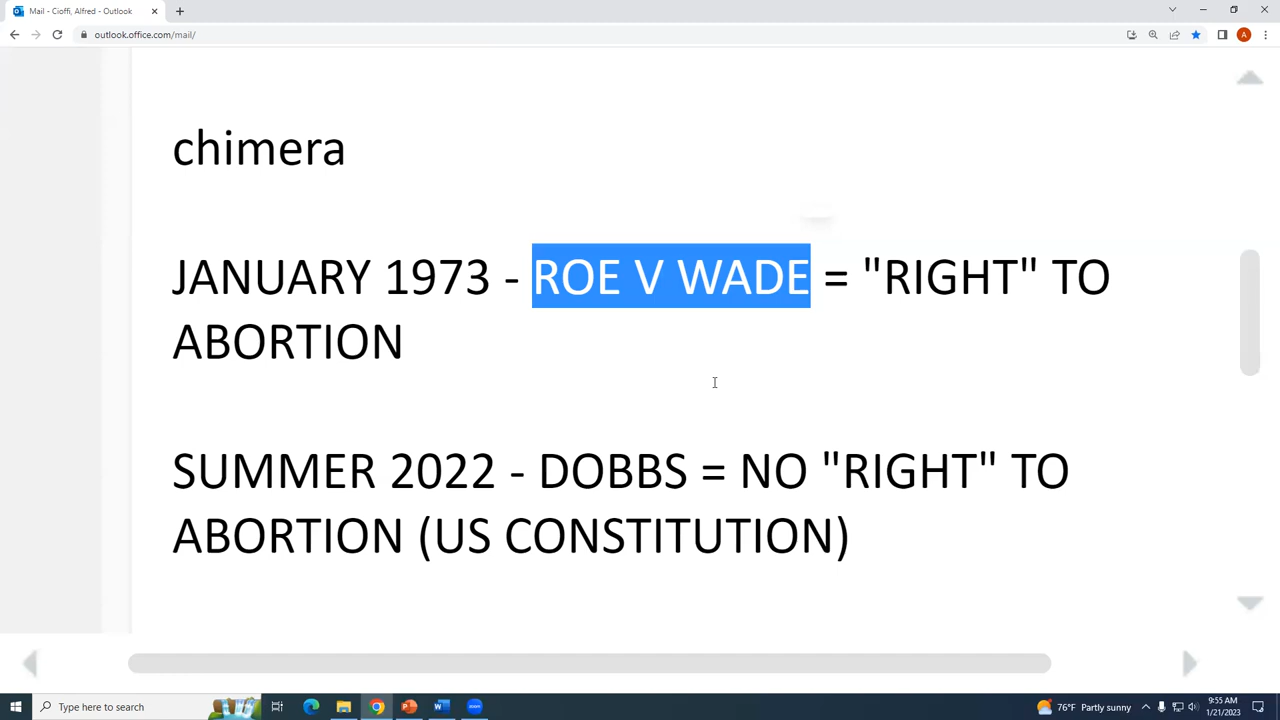 Mail - Cioffi, Alfred - Outlook
outlook.office.com/mail/
A
chimera
JANUARY 1973 - ROE V WADE = "RIGHT" TO
ABORTION
SUMMER 2022 - DOBBS = NO "RIGHT" TO
ABORTION (US CONSTITUTION)
Type here to search
76°F Partly sunny
9:55 AM
1/21/2023